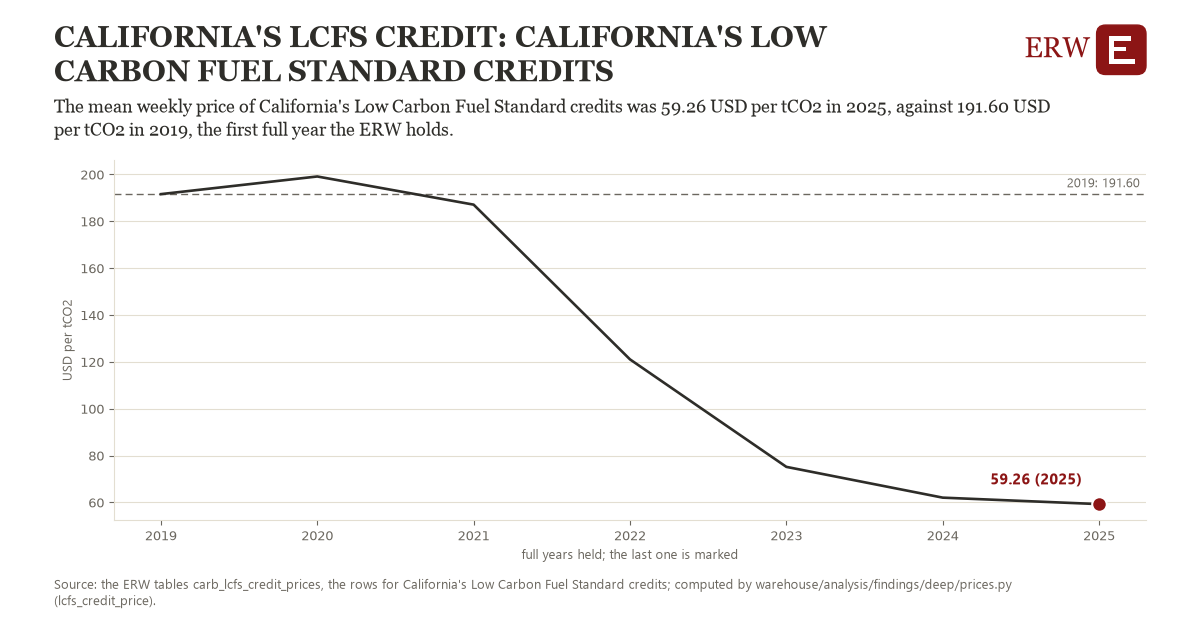 CALIFORNIA'S LCFS CREDIT: CALIFORNIA'S LOW
CARBON FUEL STANDARD CREDITS
ERW
E
The mean weekly price of California's Low Carbon Fuel Standard credits was 59.26 USD per tCO2 in 2025, against 191.60 USD
per tCO2 in 2019, the first full year the ERW holds.
200
180
160
140
120
100
80
60
USD per tCO2
2019: 191.60
59.26 (2025)
2019
2020
2021
2022
2023
2024
2025
full years held; the last one is marked
Source: the ERW tables carb_lcfs_credit_prices, the rows for California's Low Carbon Fuel Standard credits; computed by warehouse/analysis/findings/deep/prices.py
(lcfs_credit_price).